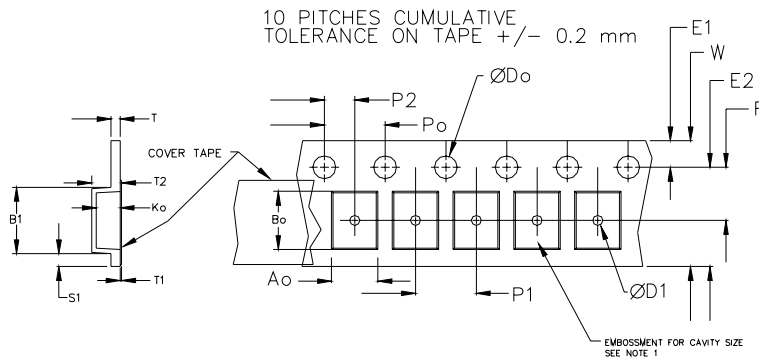 10 PITCHES CUMULATIVE
TOLERANCE ON TAPE +/- 0.2 mm
E1
W
E2
F
ØDo
P2
Po
T
COVER TAPE
T2
Ko
B1
Bo
S1
T1
Ao
P1
ØD1
EMBOSSMENT FOR CAVITY SIZE
SEE NOTE 1